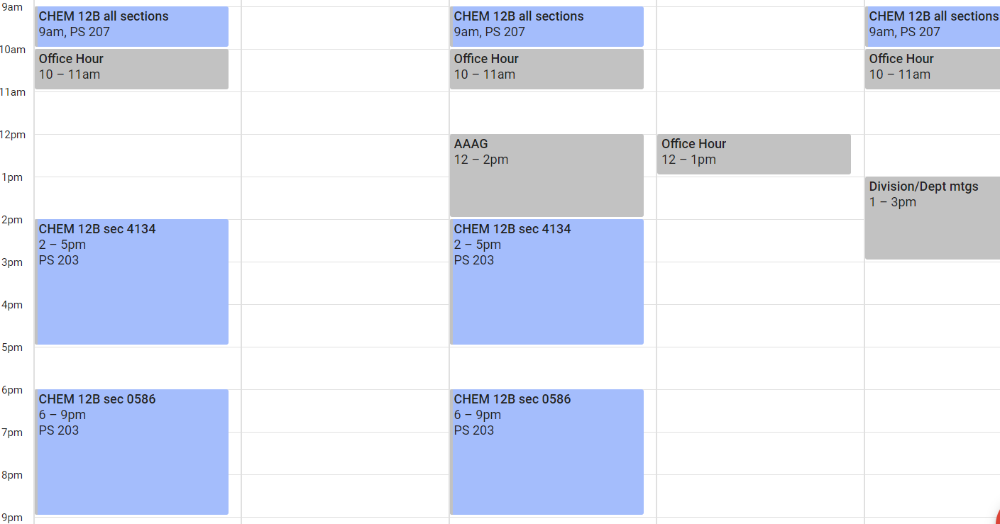 9am
10am
11am
12pm
1pm
2pm
3pm
4pm
5pm
6pm
7pm
8pm
9pm
CHEM 12B all sections
9am, PS 207
Office Hour
10 – 11am
CHEM 12B sec 4134
2 – 5pm
PS 203
CHEM 12B sec 0586
6 – 9pm
PS 203
CHEM 12B all sections
9am, PS 207
Office Hour
10 – 11am
AAAG
12 – 2pm
CHEM 12B sec 4134
2 – 5pm
PS 203
CHEM 12B sec 0586
6 – 9pm
PS 203
Office Hour
12 – 1pm
CHEM 12B all sections
9am, PS 207
Office Hour
10 – 11am
Division/Dept mtgs
1 – 3pm